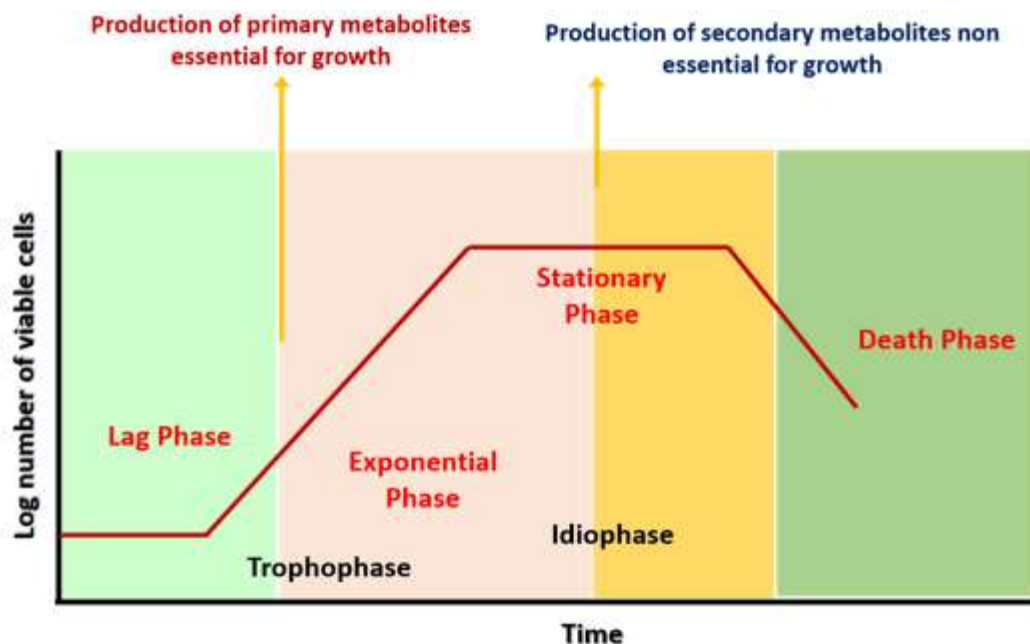 Production of primary metabolites
essential for growth
Production of secondary metabolites non
essential for growth
Log number of viable cells
Stationary
Phase
Death Phase
Lag Phase
Exponential
Phase
Idiophase
Trophophase
Time